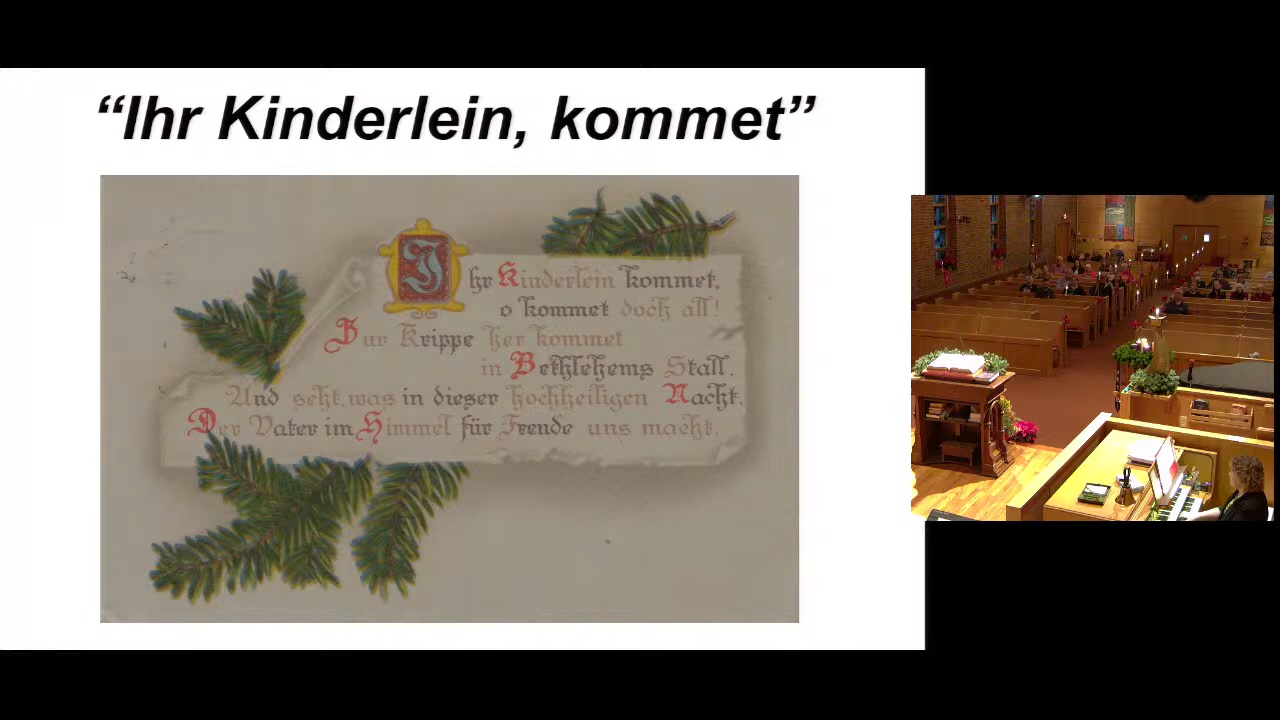 “Ihr Kinderlein, kommet”
Ihr Kinderlein kommet,
o kommet doch all!
Zur Krippe her kommet
in Bethlehems Stall.
Und seht, was in dieser hochheiligen Nacht.
Der Vater im Himmel für Freude uns macht.